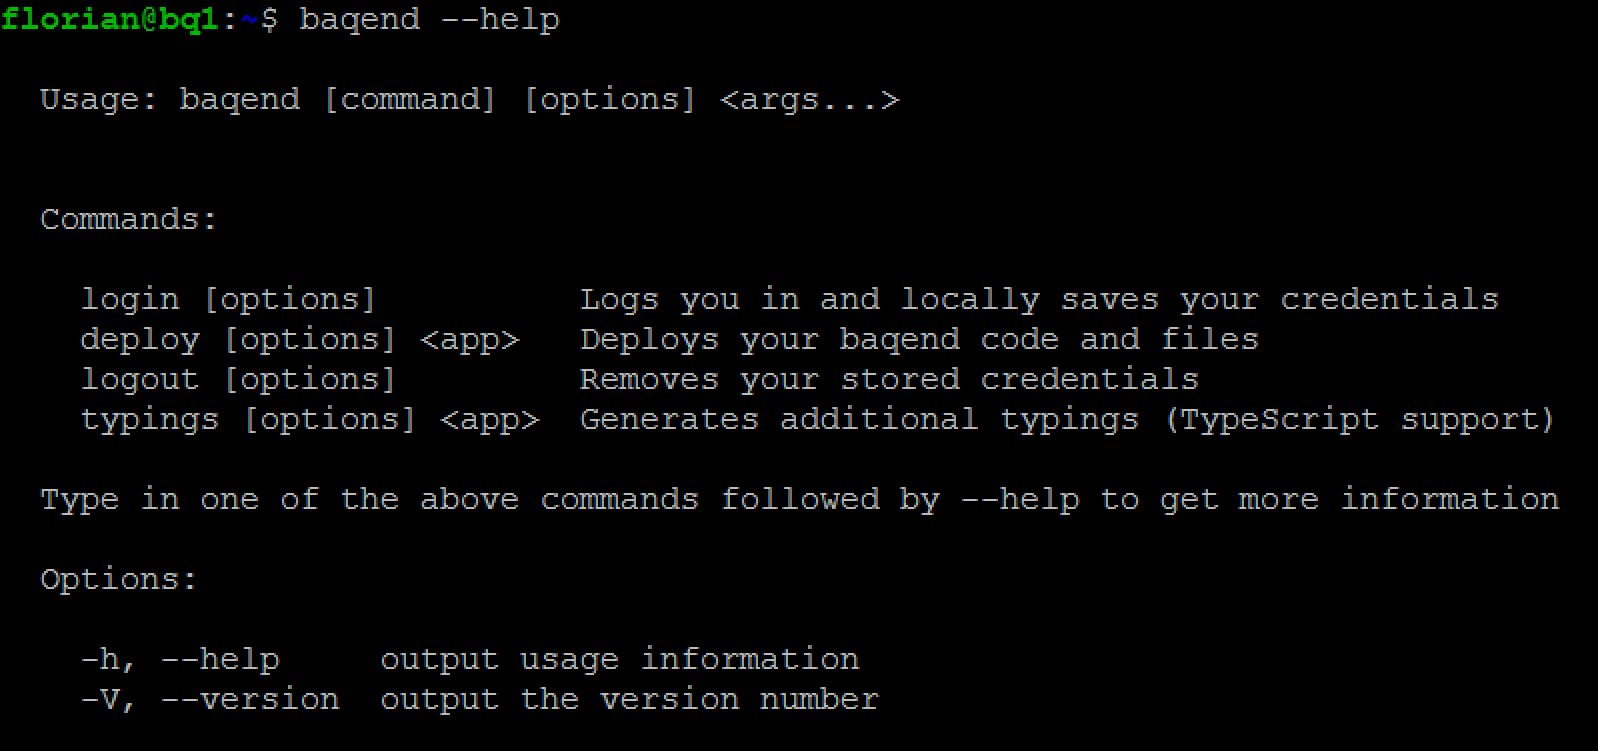 florian@bq1:~$ baqend --help
Usage: baqend [command] [options] <args...>
Commands:
login [options]           Logs you in and locally saves your credentials
deploy [options] <app>   Deploys your baqend code and files
logout [options]          Removes your stored credentials
typings [options] <app>  Generates additional typings (TypeScript support)
Type in one of the above commands followed by --help to get more information
Options:
-h, --help     output usage information
-V, --version  output the version number